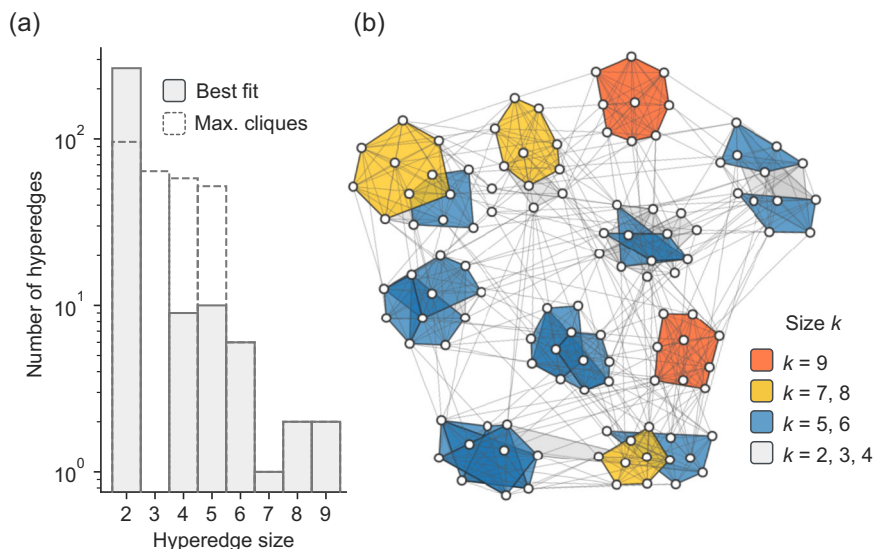 (a)
(b)
Number of hyperedges
10²
10¹
10⁰
Best fit
Max. cliques
2 3 4 5 6 7 8 9
Hyperedge size
Size k
k = 9
k = 7, 8
k = 5, 6
k = 2, 3, 4